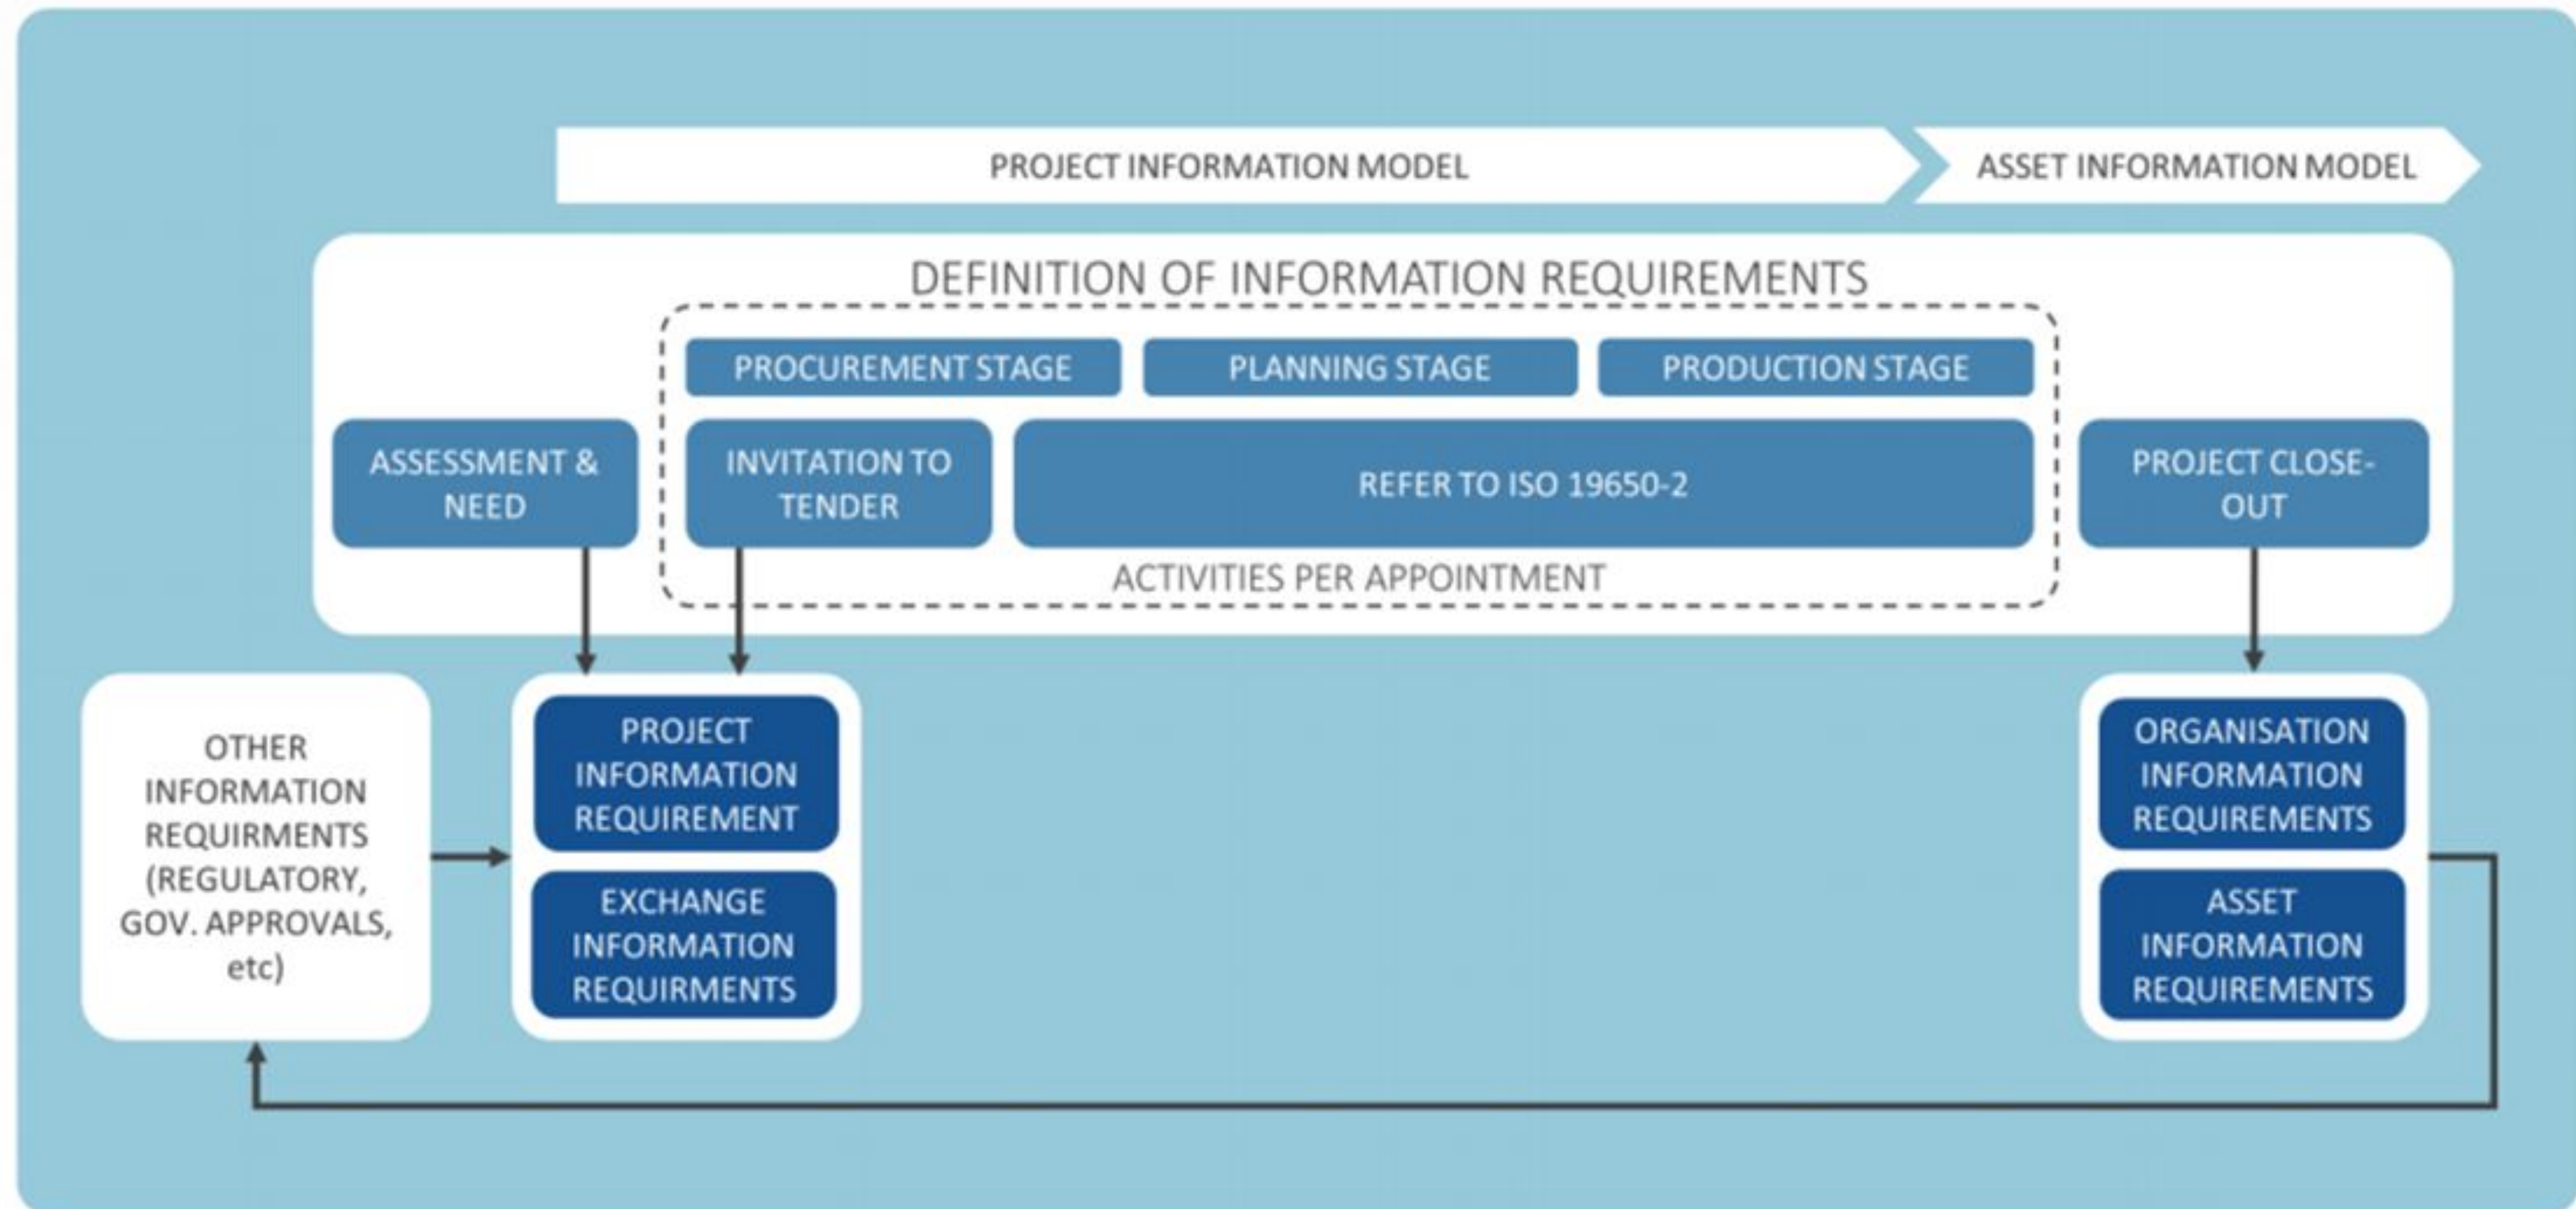 PROJECT INFORMATION MODEL
ASSET INFORMATION MODEL
DEFINITION OF INFORMATION REQUIREMENTS
PROCUREMENT STAGE
PLANNING STAGE
PRODUCTION STAGE
ASSESSMENT &
NEED
INVITATION TO
TENDER
REFER TO ISO 19650-2
PROJECT CLOSE-
OUT
ACTIVITIES PER APPOINTMENT
OTHER
INFORMATION
REQUIRMENTS
(REGULATORY,
GOV. APPROVALS,
etc)
PROJECT
INFORMATION
REQUIREMENT
EXCHANGE
INFORMATION
REQUIRMENTS
ORGANISATION
INFORMATION
REQUIREMENTS
ASSET
INFORMATION
REQUIREMENTS